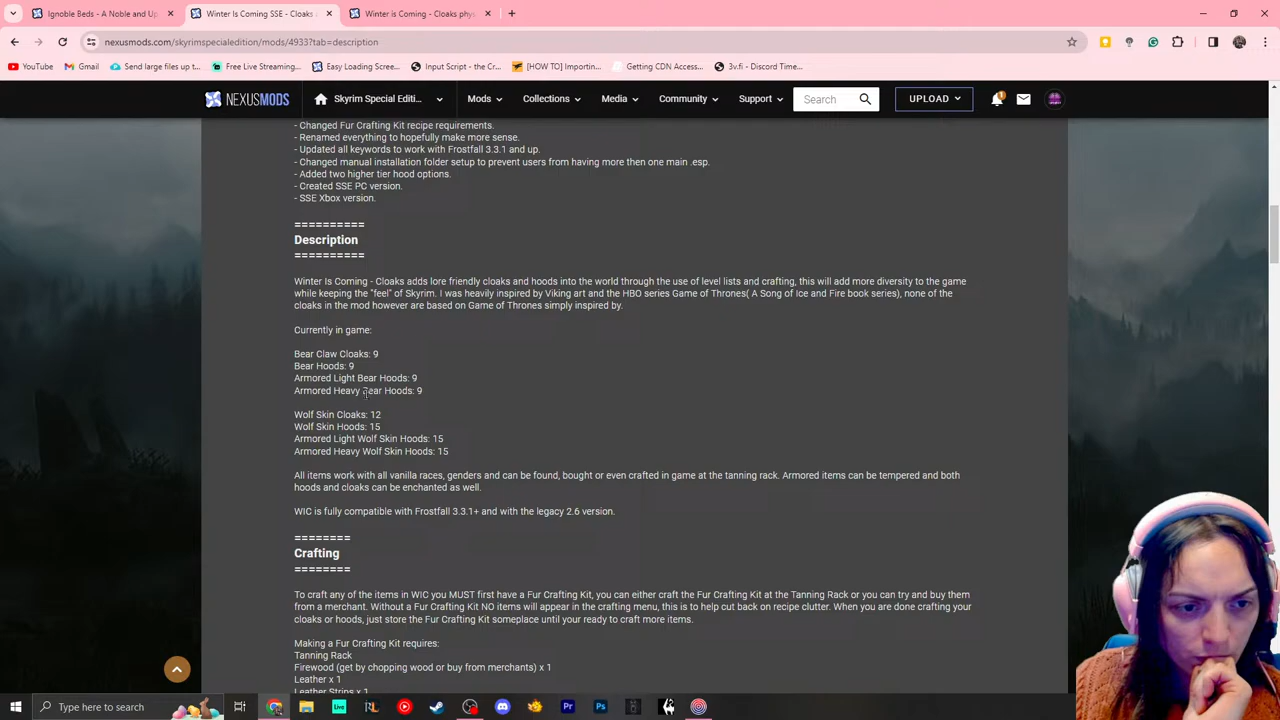 Ignoble Beds - A Noble and Up
Winter Is Coming SSE - Cloaks
Winter is Coming - Cloaks phys
nexusmods.com/skyrimspecialedition/mods/4933?tab=description
YouTube
Gmail
Send large files up t...
Free Live Streaming...
Easy Loading Scree...
Input Script - the Cr...
[HOW TO] Importin...
Getting CDN Access...
3v.fi - Discord Time...
NEXUSMODS
Skyrim Special Editi...
Mods
Collections
Media
Community
Support
Search
UPLOAD
- Changed Fur Crafting Kit recipe requirements.
- Renamed everything to hopefully make more sense.
- Updated all keywords to work with Frostfall 3.3.1 and up.
- Changed manual installation folder setup to prevent users from having more then one main .esp.
- Added two higher tier hood options.
- Created SSE PC version.
- SSE Xbox version.
==========
Description
==========
Winter Is Coming - Cloaks adds lore friendly cloaks and hoods into the world through the use of level lists and crafting, this will add more diversity to the game
while keeping the "feel" of Skyrim. I was heavily inspired by Viking art and the HBO series Game of Thrones( A Song of Ice and Fire book series), none of the
cloaks in the mod however are based on Game of Thrones simply inspired by.
Currently in game:
Bear Claw Cloaks: 9
Bear Hoods: 9
Armored Light Bear Hoods: 9
Armored Heavy Bear Hoods: 9
Wolf Skin Cloaks: 12
Wolf Skin Hoods: 15
Armored Light Wolf Skin Hoods: 15
Armored Heavy Wolf Skin Hoods: 15
All items work with all vanilla races, genders and can be found, bought or even crafted in game at the tanning rack. Armored items can be tempered and both
hoods and cloaks can be enchanted as well.
WIC is fully compatible with Frostfall 3.3.1+ and with the legacy 2.6 version.
========
Crafting
========
To craft any of the items in WIC you MUST first have a Fur Crafting Kit, you can either craft the Fur Crafting Kit at the Tanning Rack or you can try and buy them
from a merchant. Without a Fur Crafting Kit NO items will appear in the crafting menu, this is to help cut back on recipe clutter. When you are done crafting your
cloaks or hoods, just store the Fur Crafting Kit someplace until your ready to craft more items.
Making a Fur Crafting Kit requires:
Tanning Rack
Firewood (get by chopping wood or buy from merchants) x 1
Leather x 1
Leather Strips x 1
Type here to search
Live
Pr
Ps